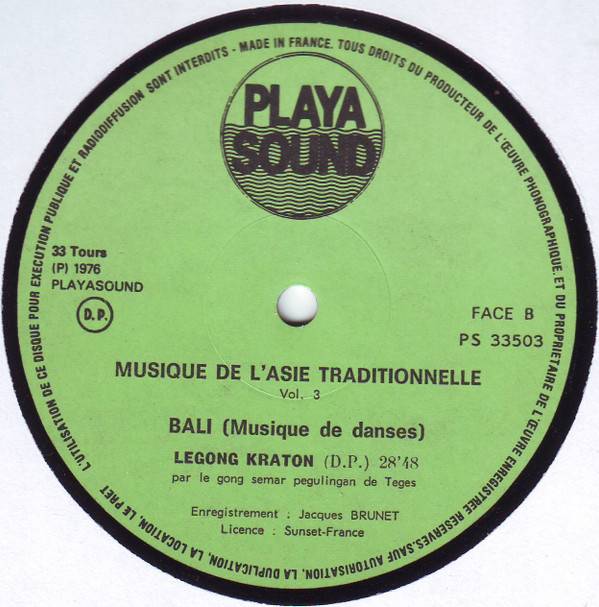 PLAYA
SOUND
33 Tours
(P) 1976
PLAYASOUND
D.P.
FACE B
PS 33503
MUSIQUE DE L'ASIE TRADITIONNELLE
Vol. 3
BALI (Musique de danses)
LEGONG KRATON (D.P.) 28'48
par le gong semar pegulingan de Teges
Enregistrement : Jacques BRUNET
Licence : Sunset-France
MADE IN FRANCE. TOUS DROITS DU PRODUCTEUR DE L'ŒUVRE PHONOGRAPHIQUE. ET DU PROPRIETAIRE DE L'ŒUVRE ENREGISTREE RESERVES.SAUF AUTORISATION, LA DUPLICATION, LA LOCATION, LE PRET L'UTILISATION DE CE DISQUE POUR EXECUTION PUBLIQUE ET RADIODIFFUSION SONT INTERDITS -